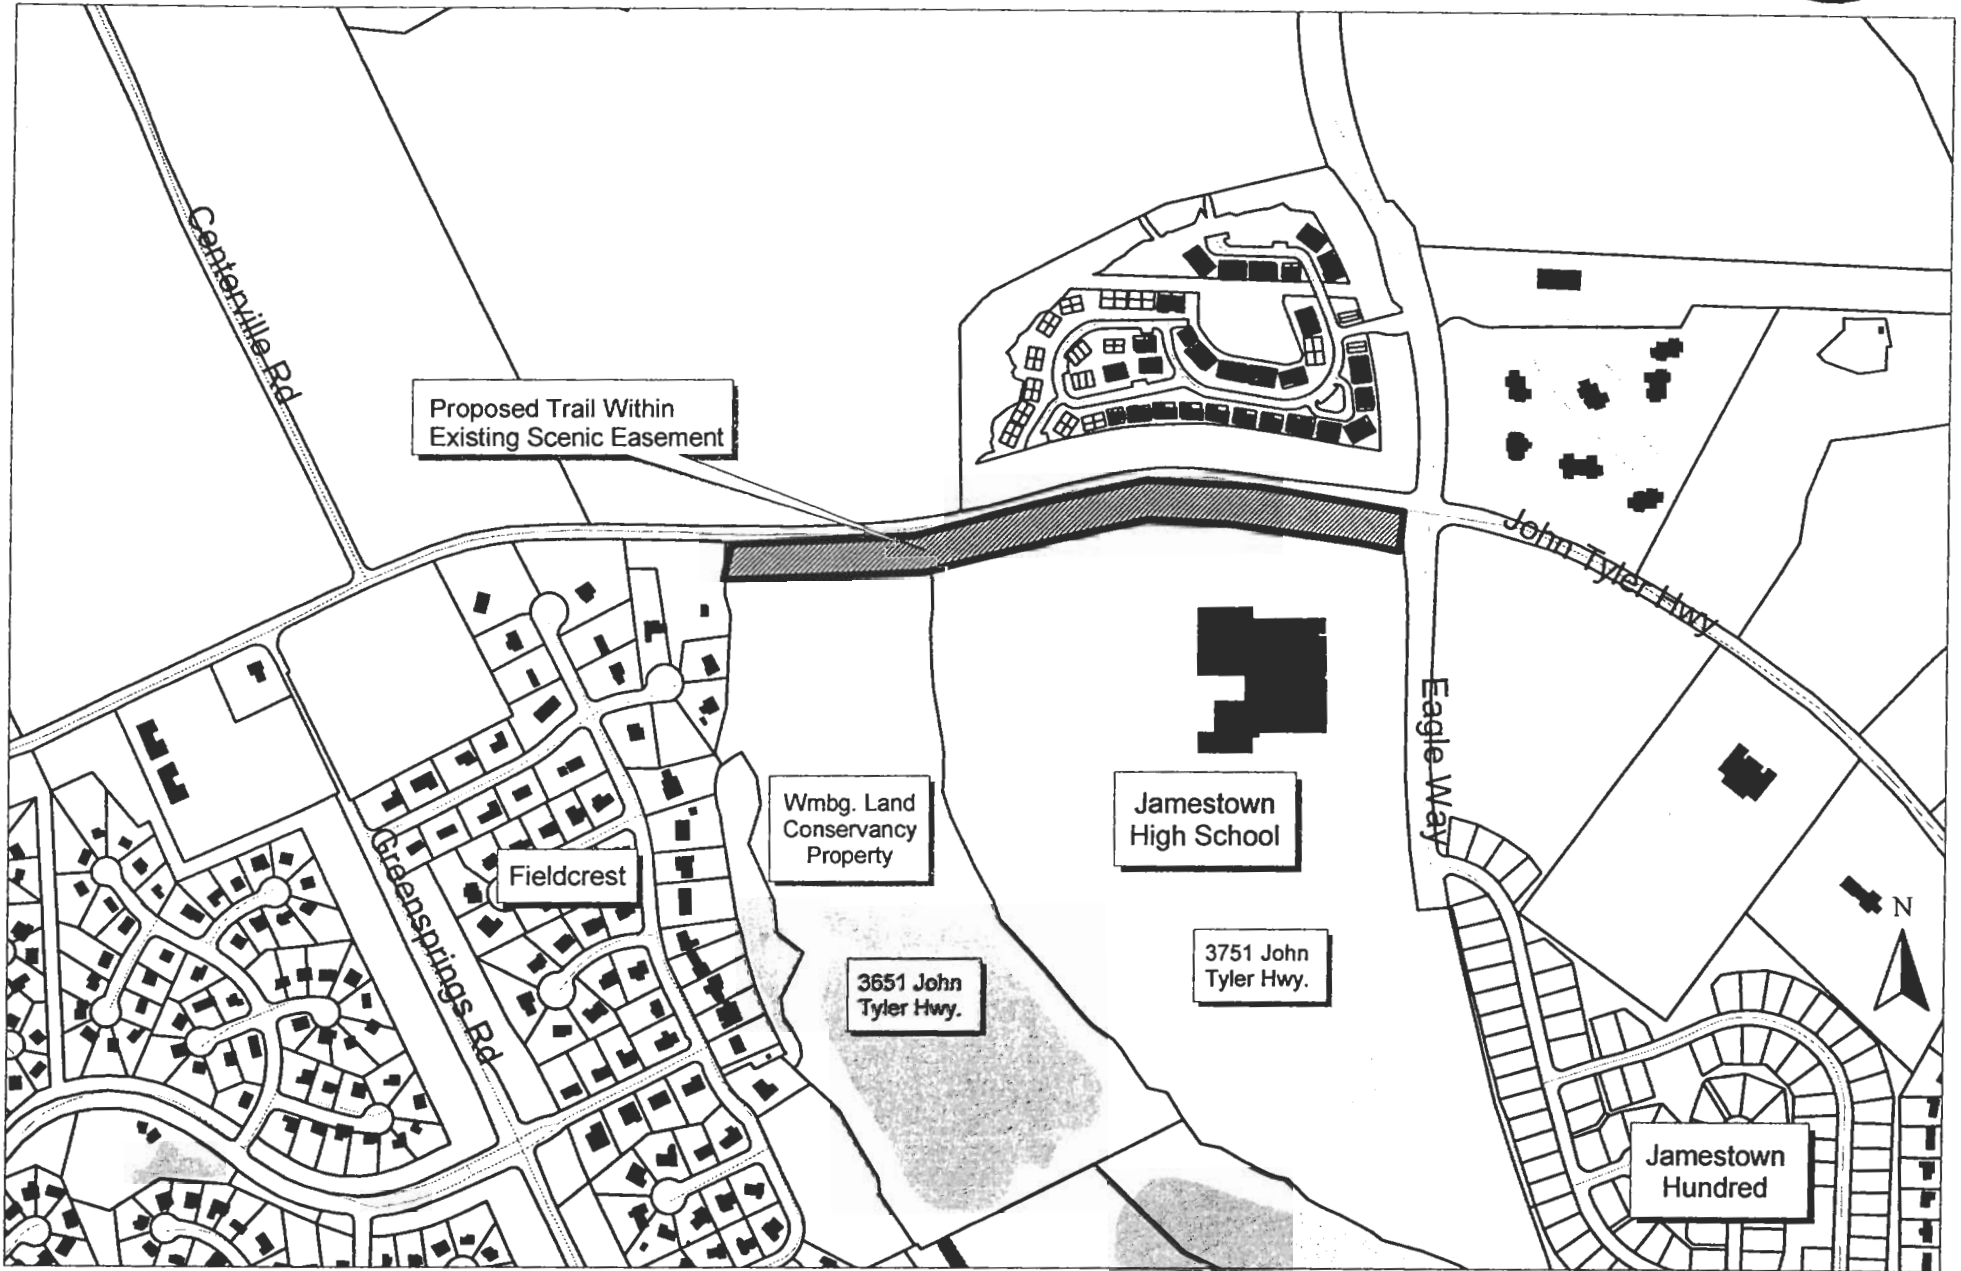 Centerville Rd
Proposed Trail Within
Existing Scenic Easement
John Tyler Hwy
Eagle Way
Wmbg. Land
Conservancy
Property
Jamestown
High School
Fieldcrest
Greensprings Rd
3651 John
Tyler Hwy.
3751 John
Tyler Hwy.
N
Jamestown
Hundred